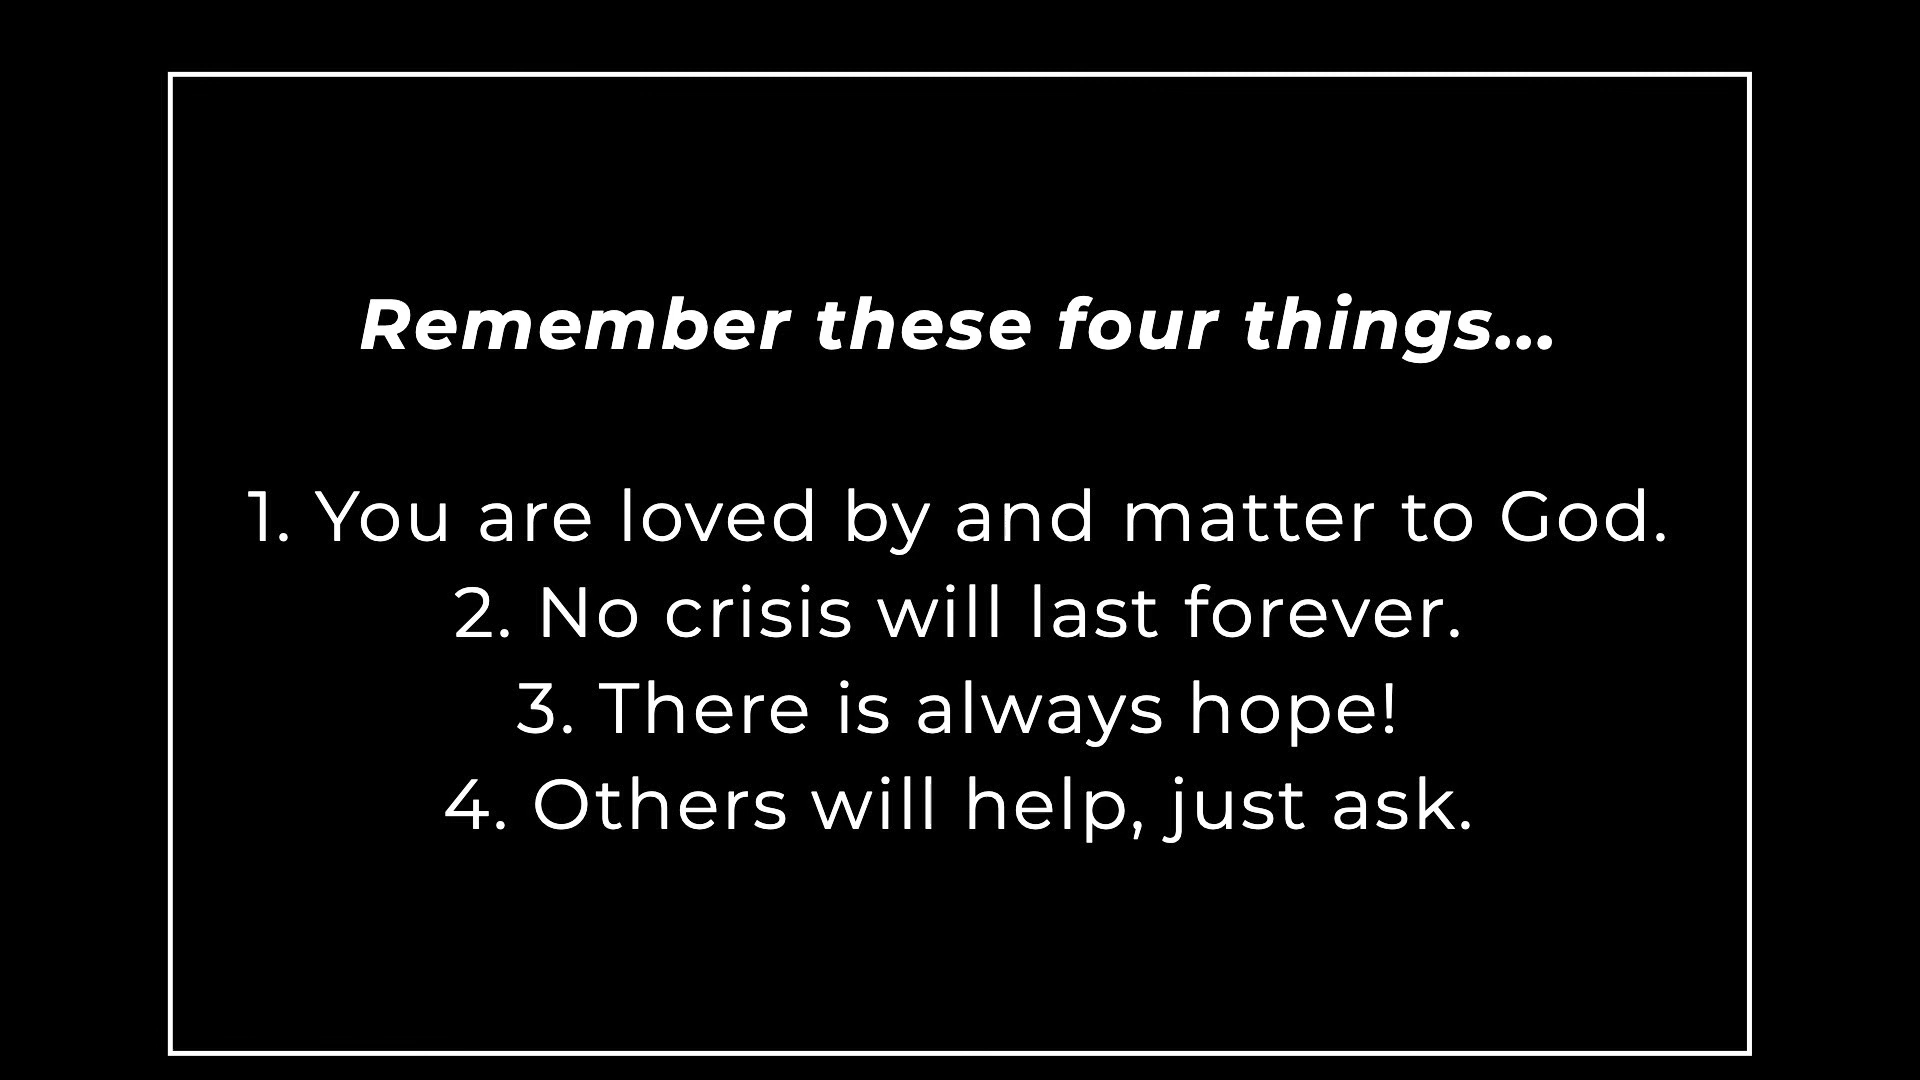 Remember these four things...
1. You are loved by and matter to God.
2. No crisis will last forever.
3. There is always hope!
4. Others will help, just ask.